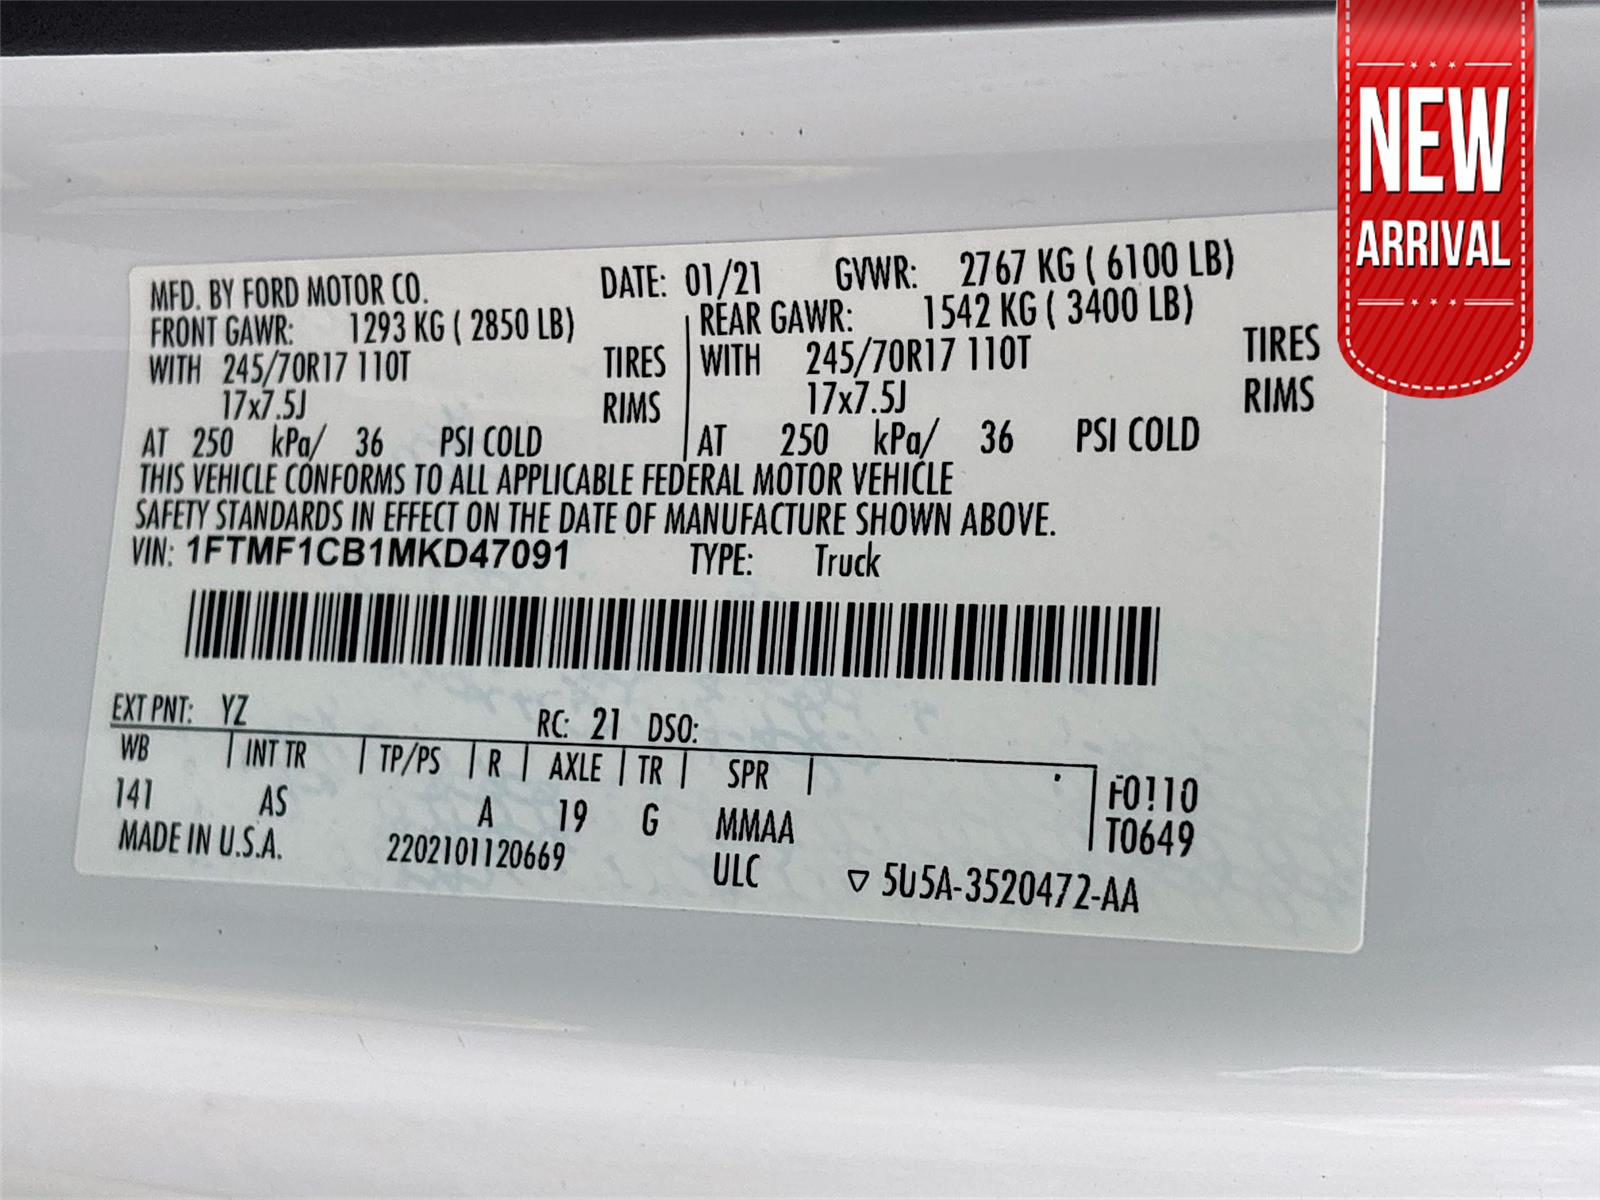 NEW
ARRIVAL
MFD. BY FORD MOTOR CO. DATE: 01/21 GVWR: 2767 KG ( 6100 LB)
FRONT GAWR: 1293 KG ( 2850 LB) REAR GAWR: 1542 KG ( 3400 LB)
WITH 245/70R17 110T TIRES WITH 245/70R17 110T TIRES
17x7.5J RIMS 17x7.5J RIMS
AT 250 kPa/ 36 PSI COLD AT 250 kPa/ 36 PSI COLD
THIS VEHICLE CONFORMS TO ALL APPLICABLE FEDERAL MOTOR VEHICLE
SAFETY STANDARDS IN EFFECT ON THE DATE OF MANUFACTURE SHOWN ABOVE.
VIN: 1FTMF1CB1MKD47091 TYPE: Truck
EXT PNT: YZ RC: 21 DSO:
WB INT TR TP/PS R AXLE TR SPR
141 AS A 19 G MMAA
T0649
MADE IN U.S.A. 2202101120669 ULC ▽ 5U5A-3520472-AA